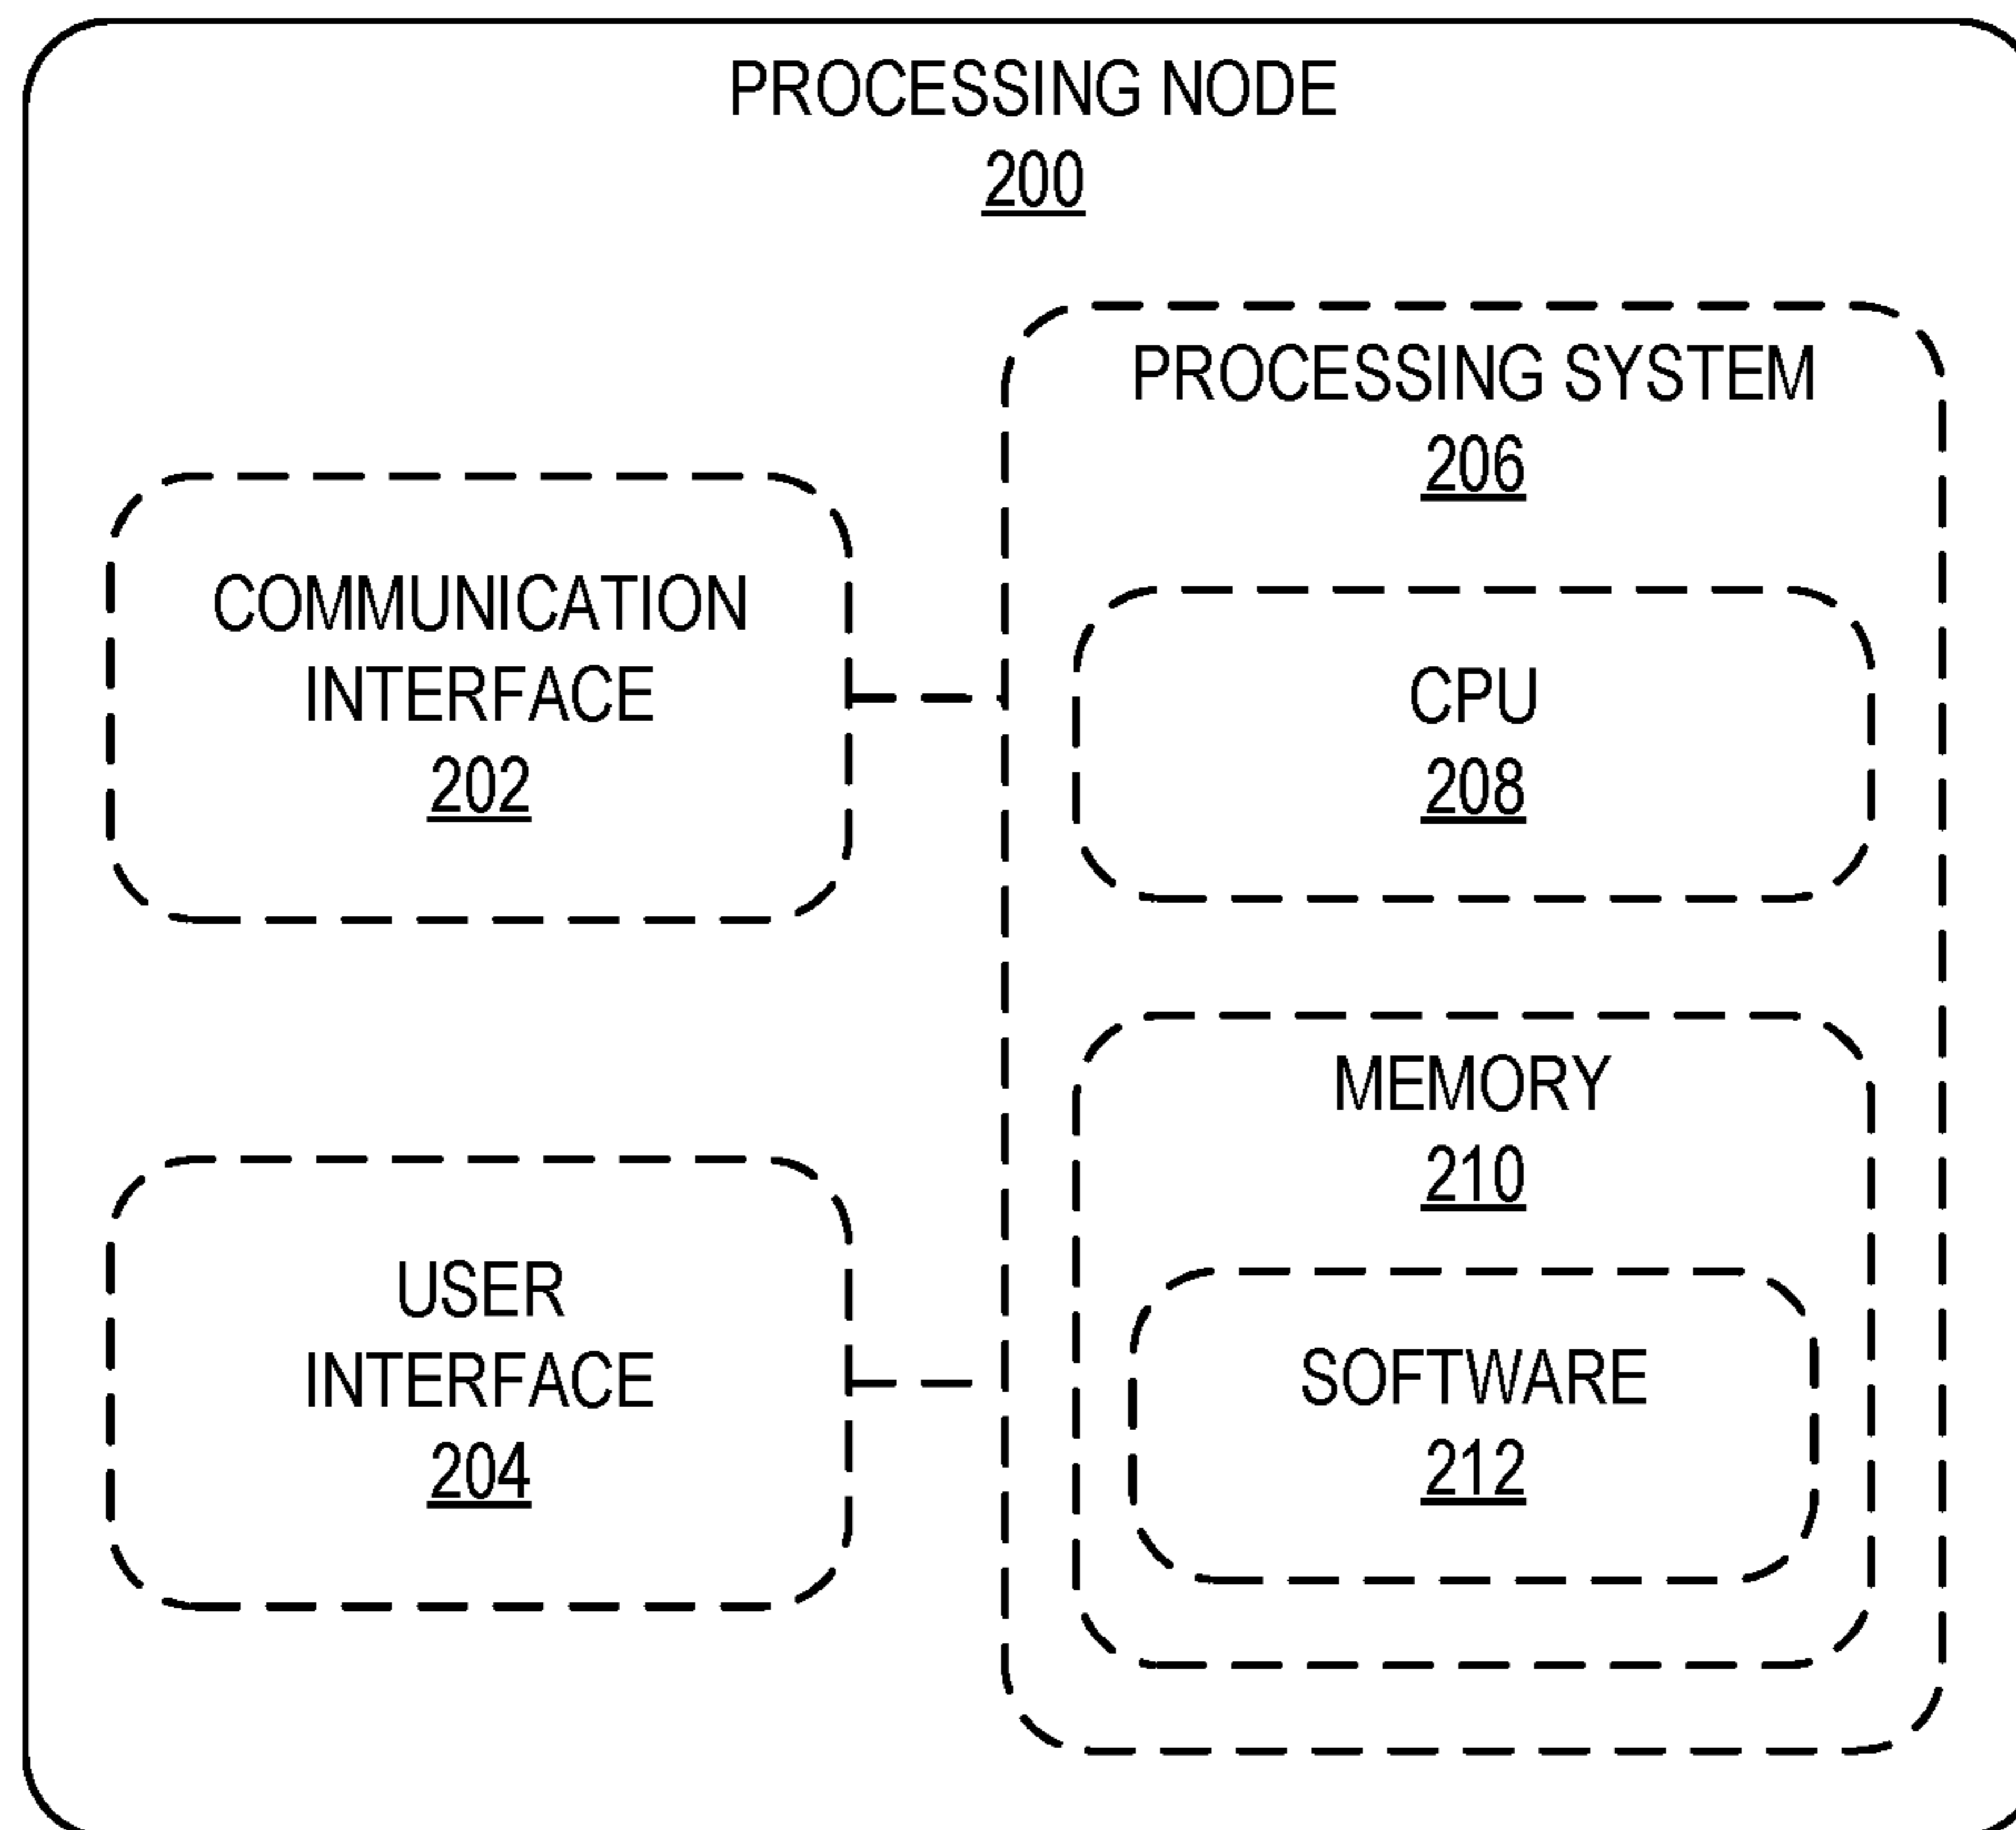 PROCESSING NODE
200
COMMUNICATION
INTERFACE
202
USER
INTERFACE
204
PROCESSING SYSTEM
206
CPU
208
MEMORY
210
SOFTWARE
212